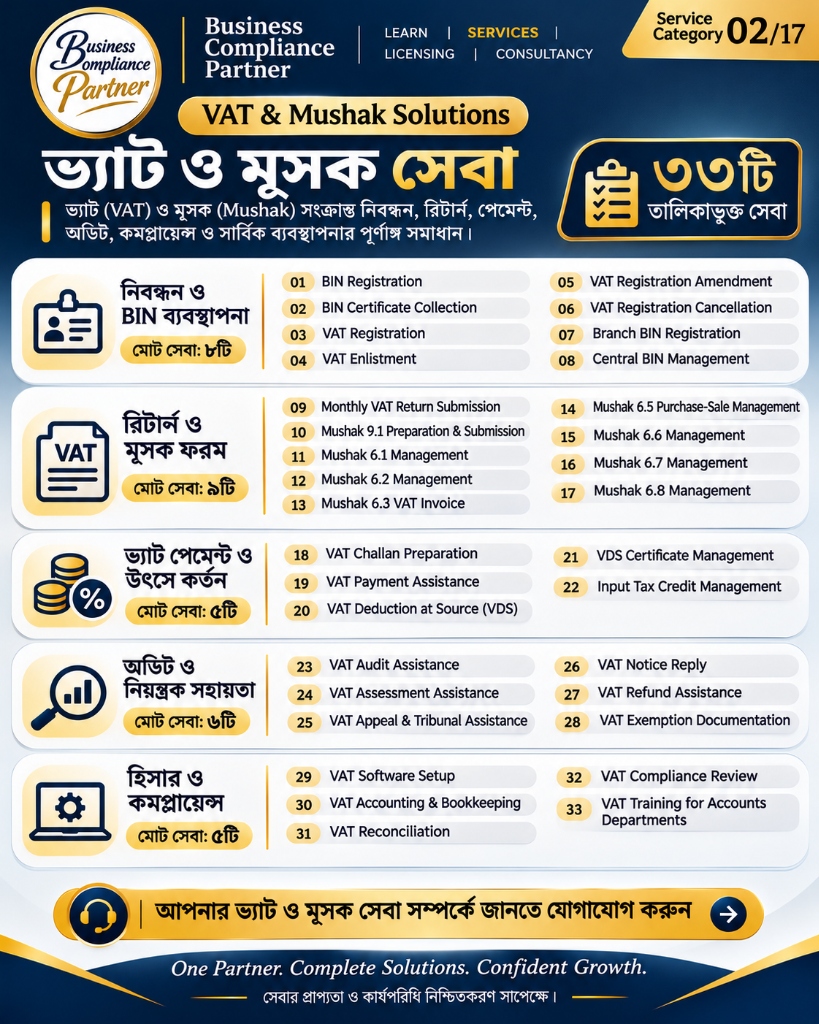 Business
Compliance
Partner
Business
Compliance
Partner
LEARN | SERVICES |
LICENSING | CONSULTANCY
Service
Category 02/17
VAT & Mushak Solutions
ভ্যাট ও মূসক সেবা
ভ্যাট (VAT) ও মূসক (Mushak) সংক্রান্ত নিবন্ধন, রিটার্ন, পেমেন্ট,
অডিট, কমপ্লায়েন্স ও সার্বিক ব্যবস্থাপনার পূর্ণাঙ্গ সমাধান।
৩৩টি
তালিকাভুক্ত সেবা
নিবন্ধন ও
BIN ব্যবস্থাপনা
মোট সেবা: ৮টি
01 BIN Registration
02 BIN Certificate Collection
03 VAT Registration
04 VAT Enlistment
05 VAT Registration Amendment
06 VAT Registration Cancellation
07 Branch BIN Registration
08 Central BIN Management
VAT
রিটার্ন ও
মূসক ফরম
মোট সেবা: ৯টি
09 Monthly VAT Return Submission
10 Mushak 9.1 Preparation & Submission
11 Mushak 6.1 Management
12 Mushak 6.2 Management
13 Mushak 6.3 VAT Invoice
14 Mushak 6.5 Purchase-Sale Management
15 Mushak 6.6 Management
16 Mushak 6.7 Management
17 Mushak 6.8 Management
%
ভ্যাট পেমেন্ট ও
উৎসে কর্তন
মোট সেবা: ৫টি
18 VAT Challan Preparation
19 VAT Payment Assistance
20 VAT Deduction at Source (VDS)
21 VDS Certificate Management
22 Input Tax Credit Management
অডিট ও
নিয়ন্ত্রক সহায়তা
মোট সেবা: ৬টি
23 VAT Audit Assistance
24 VAT Assessment Assistance
25 VAT Appeal & Tribunal Assistance
26 VAT Notice Reply
27 VAT Refund Assistance
28 VAT Exemption Documentation
হিসার ও
কমপ্লায়েন্স
মোট সেবা: ৫টি
29 VAT Software Setup
30 VAT Accounting & Bookkeeping
31 VAT Reconciliation
32 VAT Compliance Review
33 VAT Training for Accounts
Departments
আপনার ভ্যাট ও মূসক সেবা সম্পর্কে জানতে যোগাযোগ করুন
One Partner. Complete Solutions. Confident Growth.
সেবার প্রাপ্যতা ও কার্যপরিধি নিশ্চিতকরণ সাপেক্ষে।